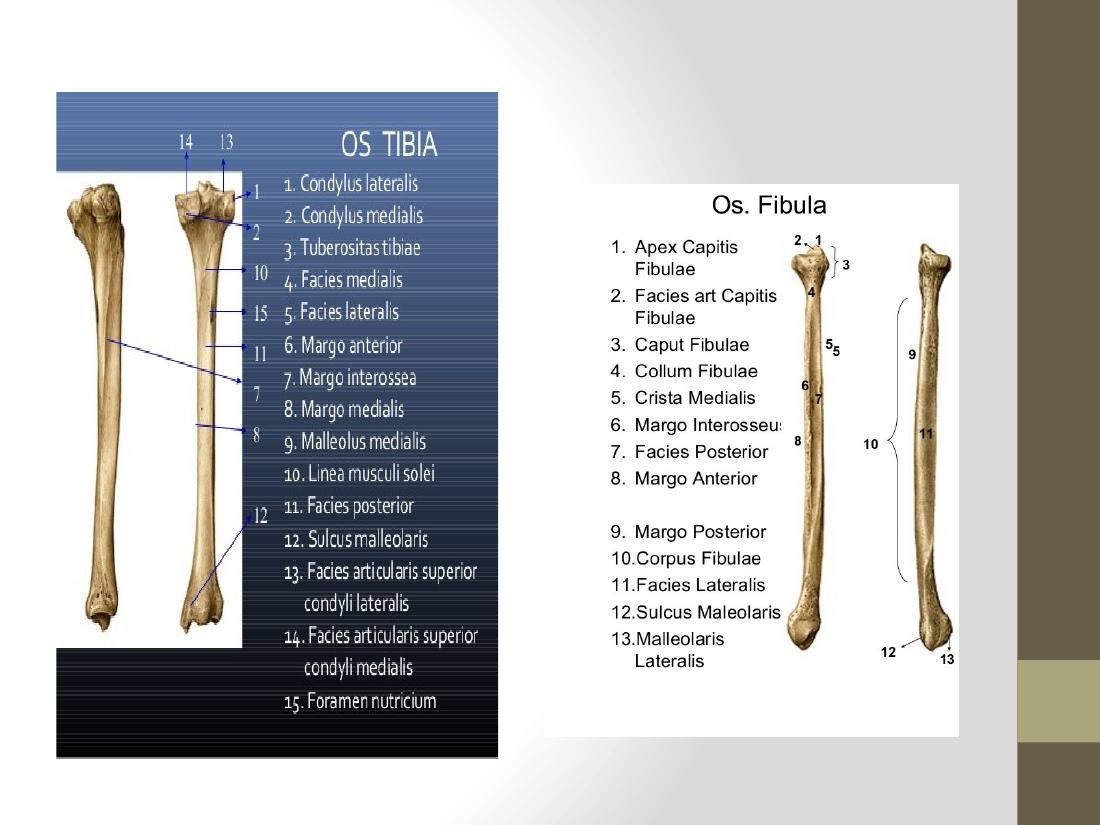 OS TIBIA
14 13
1
2
10
15
11
7
8
12
1. Condylus lateralis
2. Condylus medialis
3. Tuberositas tibiae
4. Facies medialis
5. Facies lateralis
6. Margo anterior
7. Margo interossea
8. Margo medialis
9. Malleolus medialis
10. Linea musculi solei
11. Facies posterior
12. Sulcus malleolaris
13. Facies articularis superior
condyli lateralis
14. Facies articularis superior
condyli medialis
15. Foramen nutricium
Os. Fibula
1. Apex Capitis
Fibulae
2. Facies art Capitis
Fibulae
3. Caput Fibulae
4. Collum Fibulae
5. Crista Medialis
6. Margo Interosseus
7. Facies Posterior
8. Margo Anterior
9. Margo Posterior
10.Corpus Fibulae
11.Facies Lateralis
12.Sulcus Maleolaris
13.Malleolaris
Lateralis
2 1
3
4
5
5
9
6
7
8
10
11
12
13